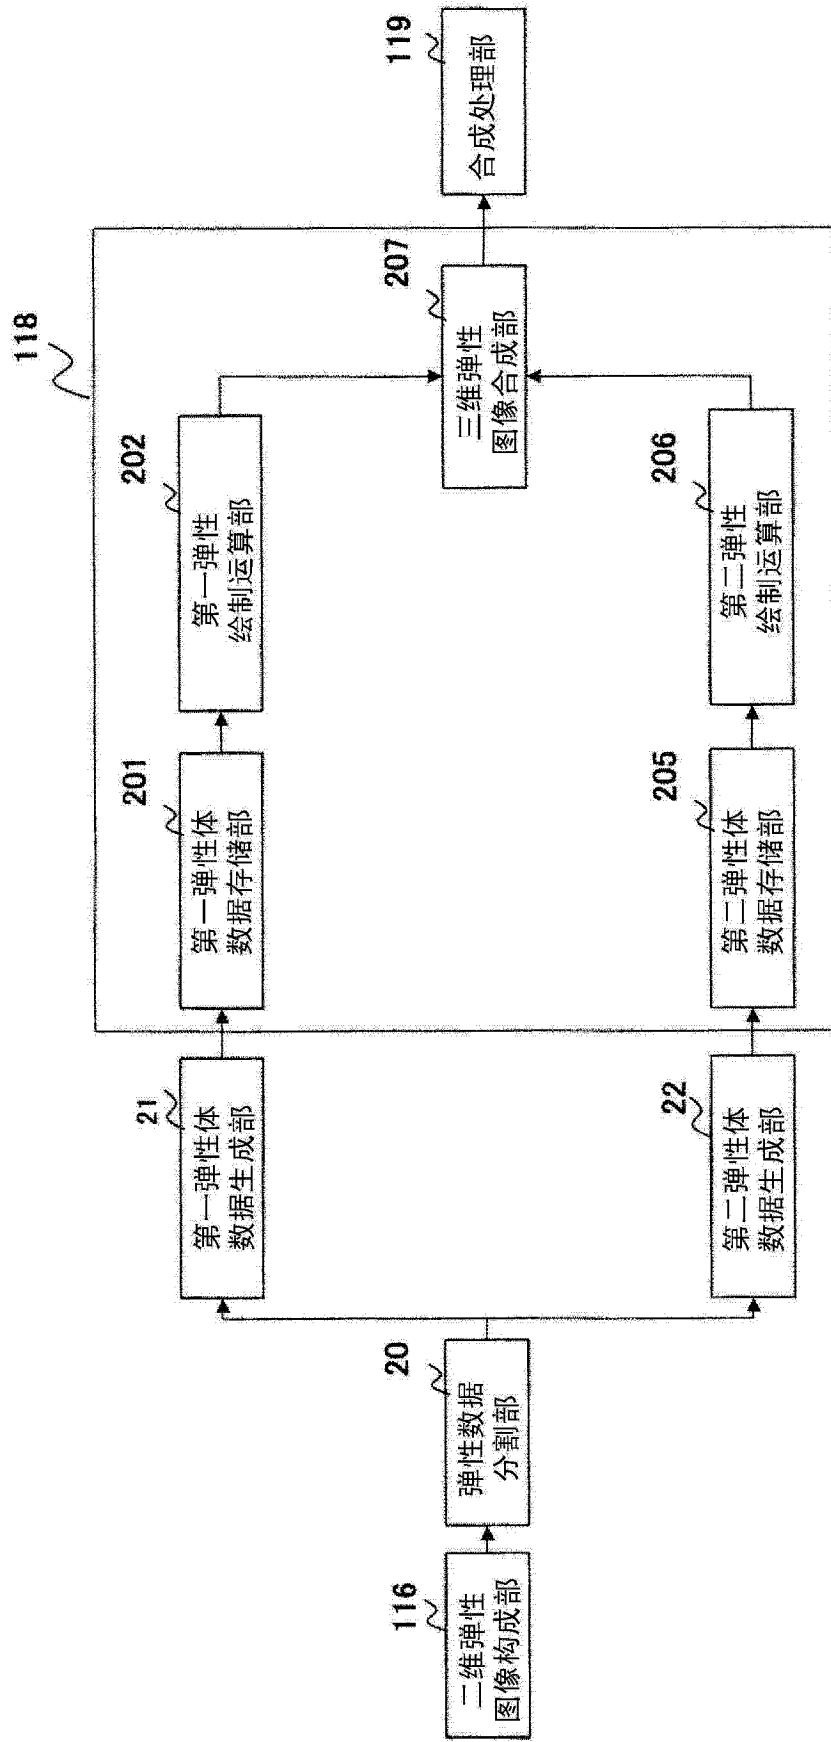 118
116
二维弹性
图像构成部
20
弹性数据
分割部
21
第一弹性体
数据生成部
22
第二弹性体
数据生成部
201
第一弹性体
数据存储部
205
第二弹性体
数据存储部
202
第一弹性
绘制运算部
206
第二弹性
绘制运算部
207
三维弹性
图像合成部
119
合成处理部